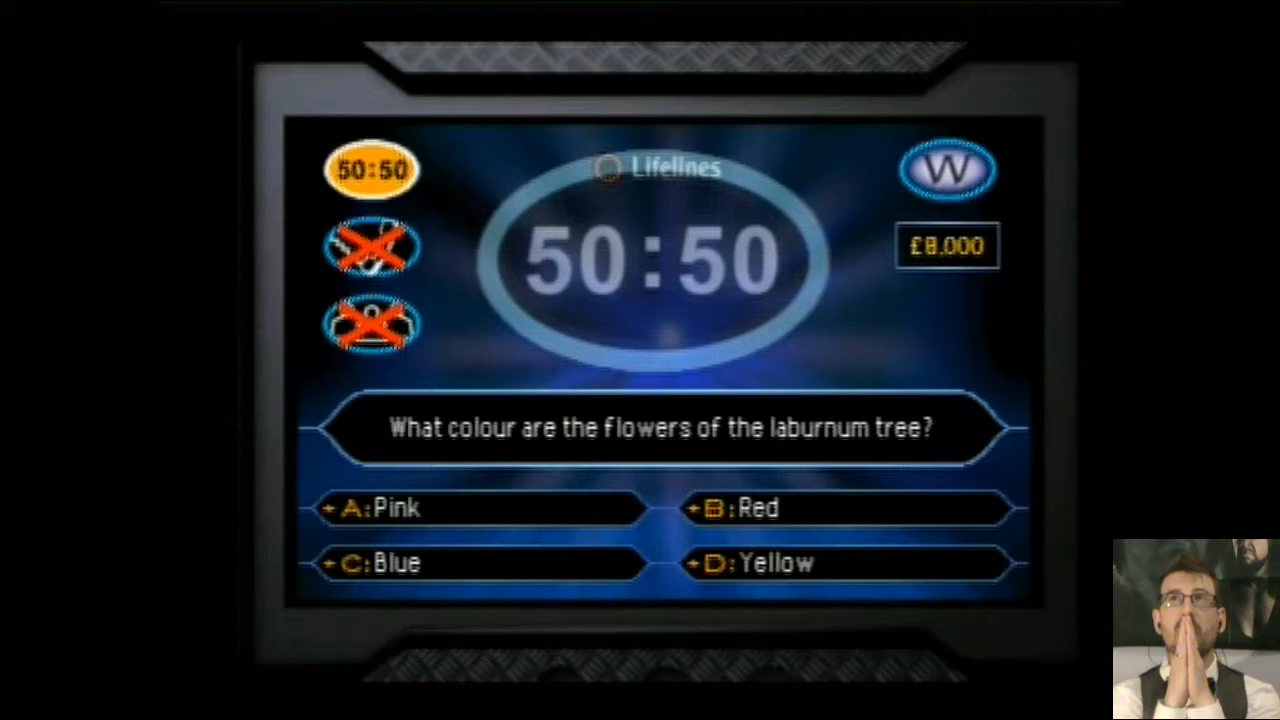 50:50
Lifelines
W
50:50
£8,000
What colour are the flowers of the laburnum tree?
A: Pink
B: Red
C: Blue
D: Yellow